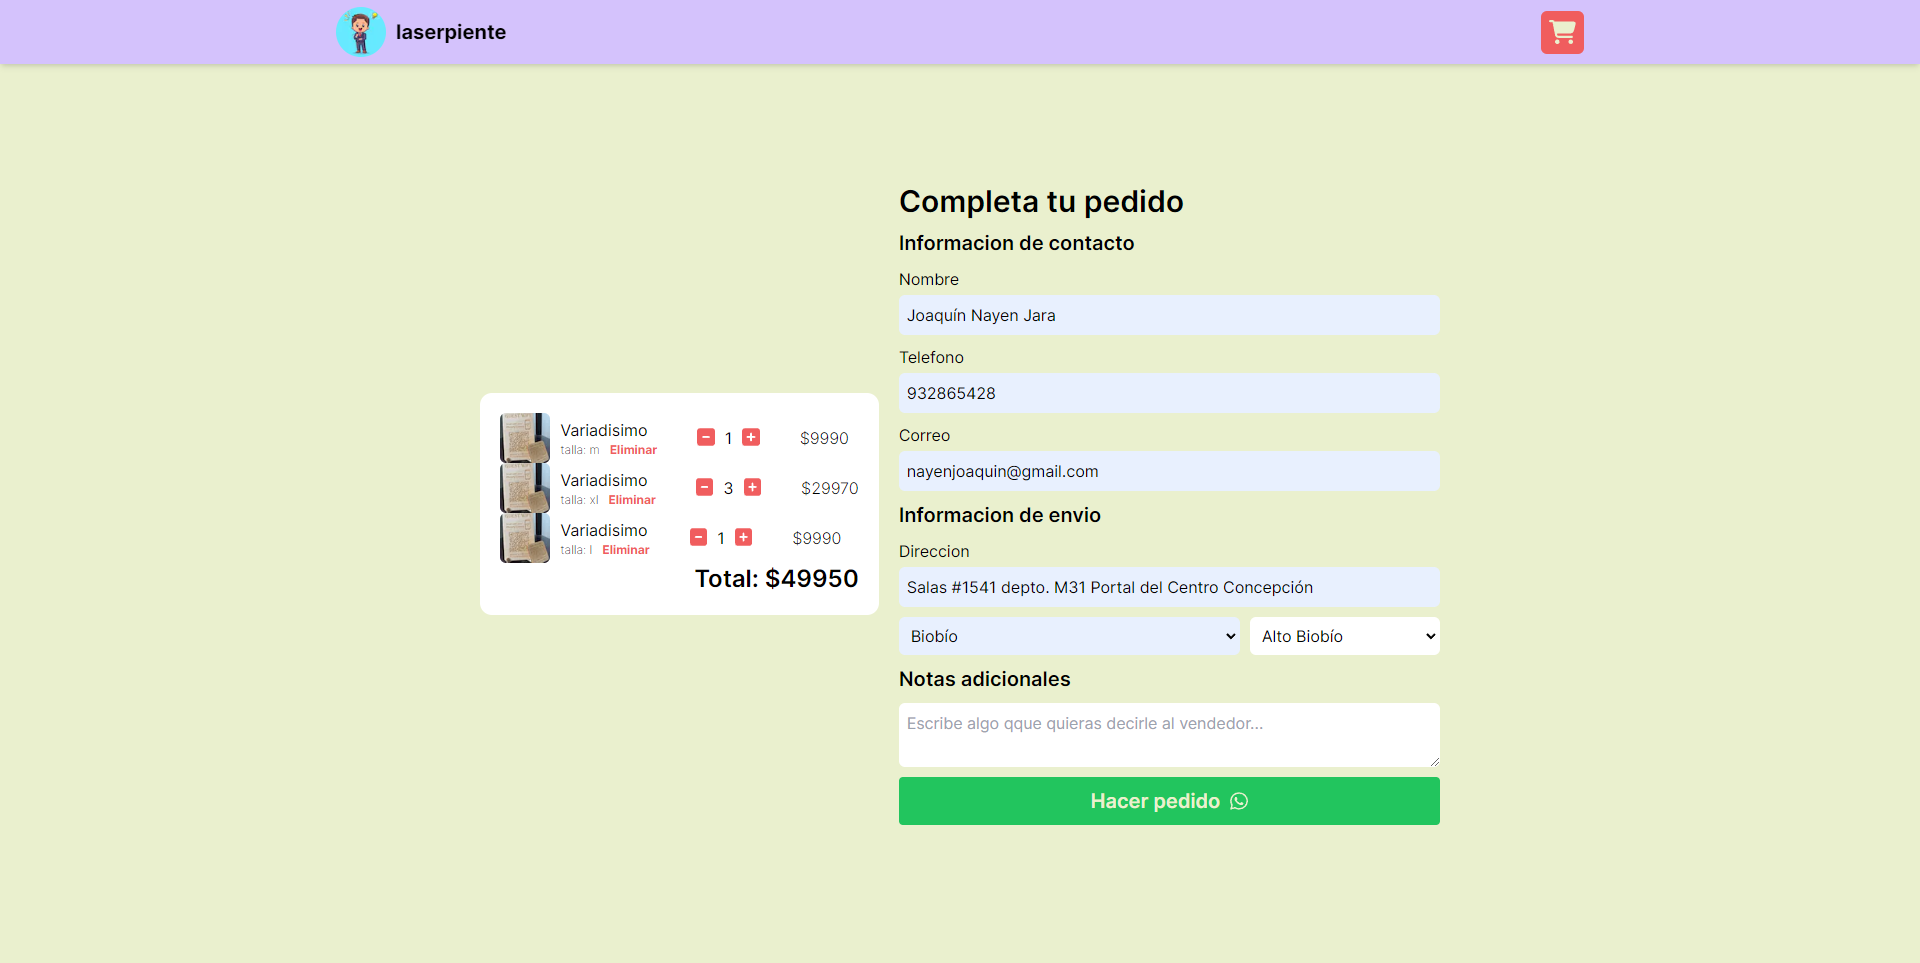 laserpiente
Variadisimo
talla: m Eliminar
1
$9990
Variadisimo
talla: xl Eliminar
3
$29970
Variadisimo
talla: l Eliminar
1
$9990
Total: $49950
Completa tu pedido
Informacion de contacto
Nombre
Joaquín Nayen Jara
Telefono
932865428
Correo
nayenjoaquin@gmail.com
Informacion de envio
Direccion
Salas #1541 depto. M31 Portal del Centro Concepción
Biobío
Alto Biobío
Notas adicionales
Escribe algo qque quieras decirle al vendedor...
Hacer pedido